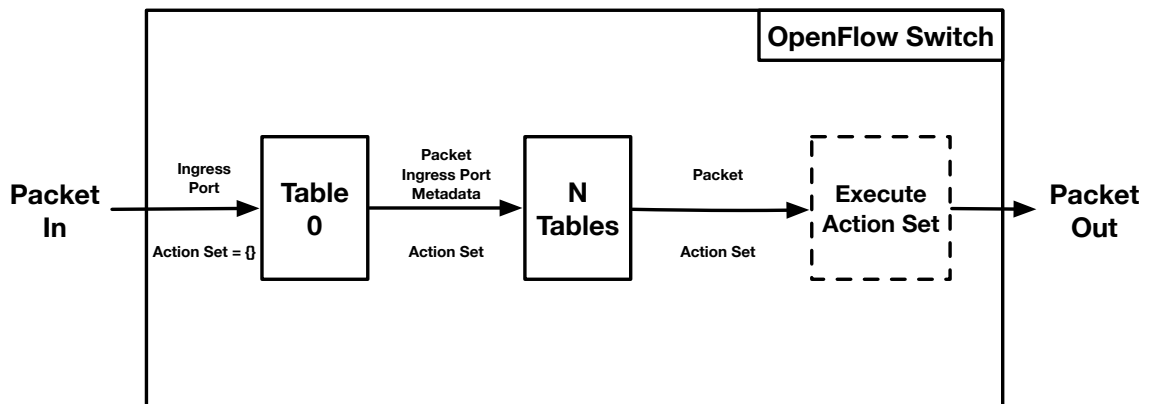 OpenFlow Switch
Packet
In
Ingress
Port
Action Set = {}
Table
0
Packet
Ingress Port
Metadata
Action Set
N
Tables
Packet
Action Set
Execute
Action Set
Packet
Out